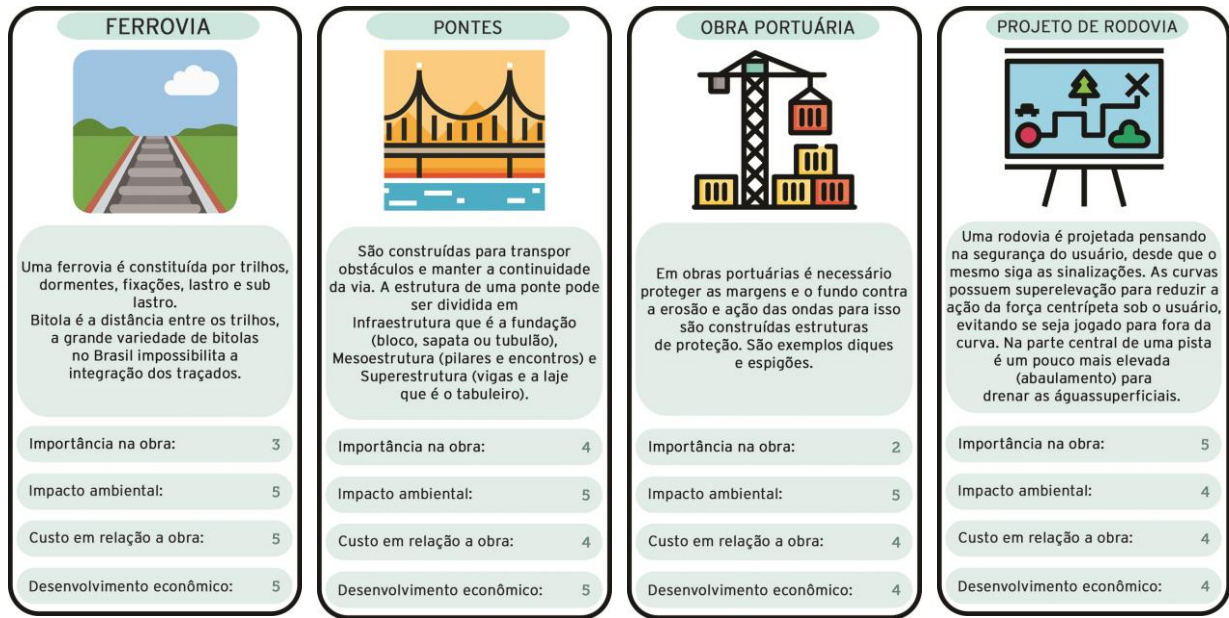 FERROVIA
Uma ferrovia é constituída por trilhos,
dormentes, fixações, lastro e sub
lastro.
Bitola é a distância entre os trilhos,
a grande variedade de bitolas
no Brasil impossibilita a
integração dos traçados.
Importância na obra: 3
Impacto ambiental: 5
Custo em relação a obra: 5
Desenvolvimento econômico: 5
PONTES
São construídas para transpor
obstáculos e manter a continuidade
da via. A estrutura de uma ponte pode
ser dividida em
Infraestrutura que é a fundação
(bloco, sapata ou tubulão),
Mesoestrutura (pilares e encontros) e
Superestrutura (vigas e a laje
que é o tabuleiro).
Importância na obra: 4
Impacto ambiental: 5
Custo em relação a obra: 4
Desenvolvimento econômico: 5
OBRA PORTUÁRIA
Em obras portuárias é necessário
proteger as margens e o fundo contra
a erosão e ação das ondas para isso
são construídas estruturas
de proteção. São exemplos diques
e espigões.
Importância na obra: 2
Impacto ambiental: 5
Custo em relação a obra: 4
Desenvolvimento econômico: 4
PROJETO DE RODOVIA
Uma rodovia é projetada pensando
na segurança do usuário, desde que o
mesmo siga as sinalizações. As curvas
possuem superelevação para reduzir a
ação da força centrípeta sob o usuário,
evitando se seja jogado para fora da
curva. Na parte central de uma pista
é um pouco mais elevada
(abaulamento) para
drenar as águassuperficiais.
Importância na obra: 5
Impacto ambiental: 4
Custo em relação a obra: 4
Desenvolvimento econômico: 4